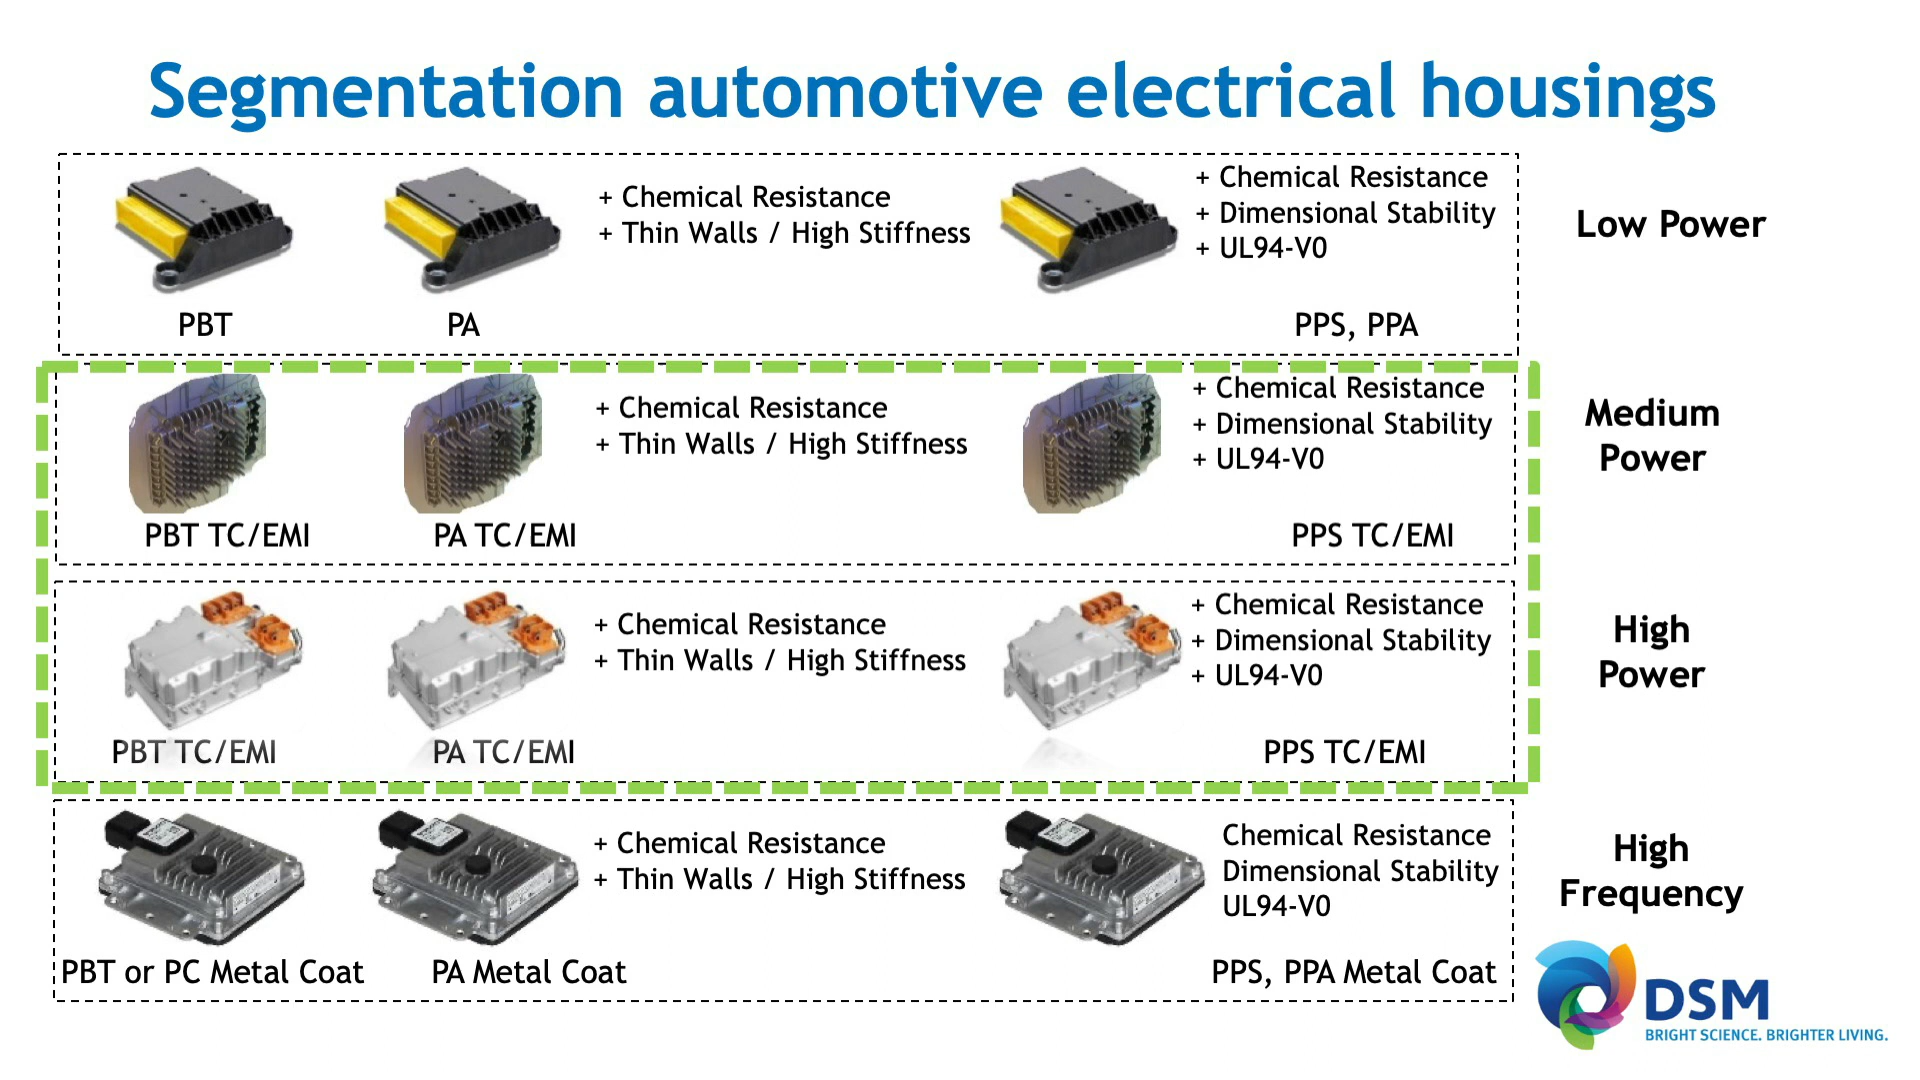 Segmentation automotive electrical housings
+ Chemical Resistance
+ Thin Walls / High Stiffness
+ Chemical Resistance
+ Dimensional Stability
+ UL94-V0
Low Power
PBT
PA
PPS, PPA
+ Chemical Resistance
+ Thin Walls / High Stiffness
+ Chemical Resistance
+ Dimensional Stability
+ UL94-V0
Medium
Power
PBT TC/EMI
PA TC/EMI
PPS TC/EMI
+ Chemical Resistance
+ Thin Walls / High Stiffness
+ Chemical Resistance
+ Dimensional Stability
+ UL94-V0
High
Power
PBT TC/EMI
PA TC/EMI
PPS TC/EMI
+ Chemical Resistance
+ Thin Walls / High Stiffness
Chemical Resistance
Dimensional Stability
UL94-V0
High
Frequency
PBT or PC Metal Coat
PA Metal Coat
PPS, PPA Metal Coat
DSM
BRIGHT SCIENCE. BRIGHTER LIVING.